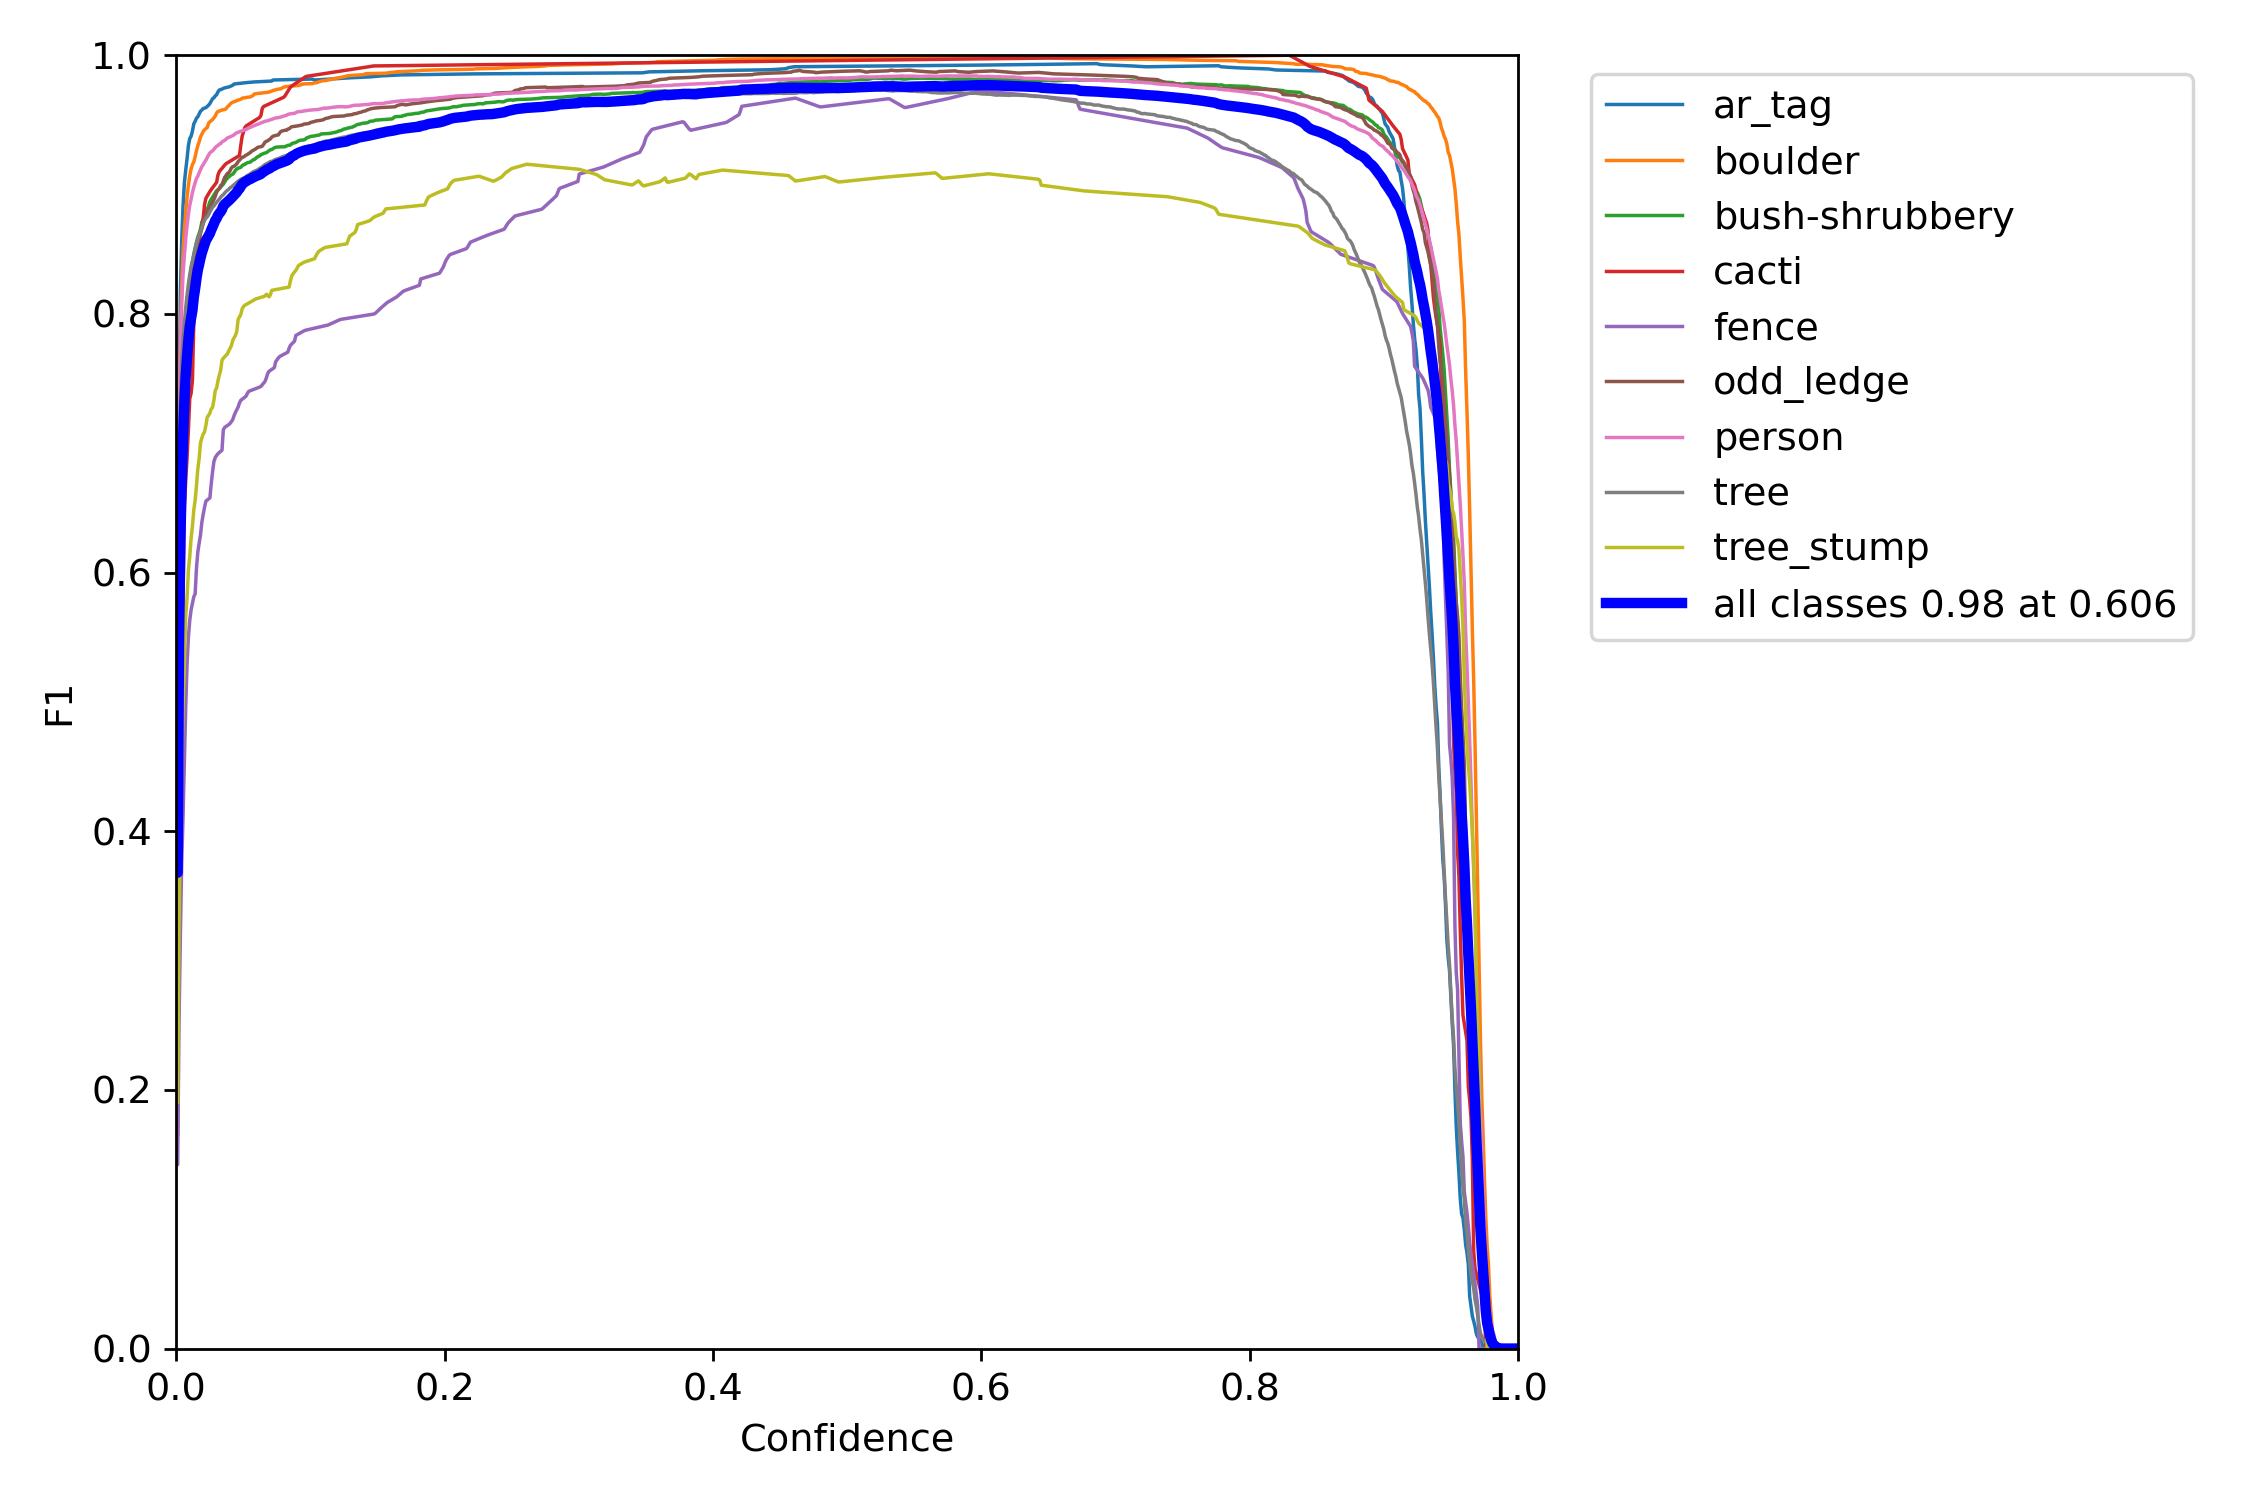 1.0
0.8
0.6
0.4
0.2
0.0
F1
0.0 0.2 0.4 0.6 0.8 1.0
Confidence
ar_tag
boulder
bush-shrubbery
cacti
fence
odd_ledge
person
tree
tree_stump
all classes 0.98 at 0.606